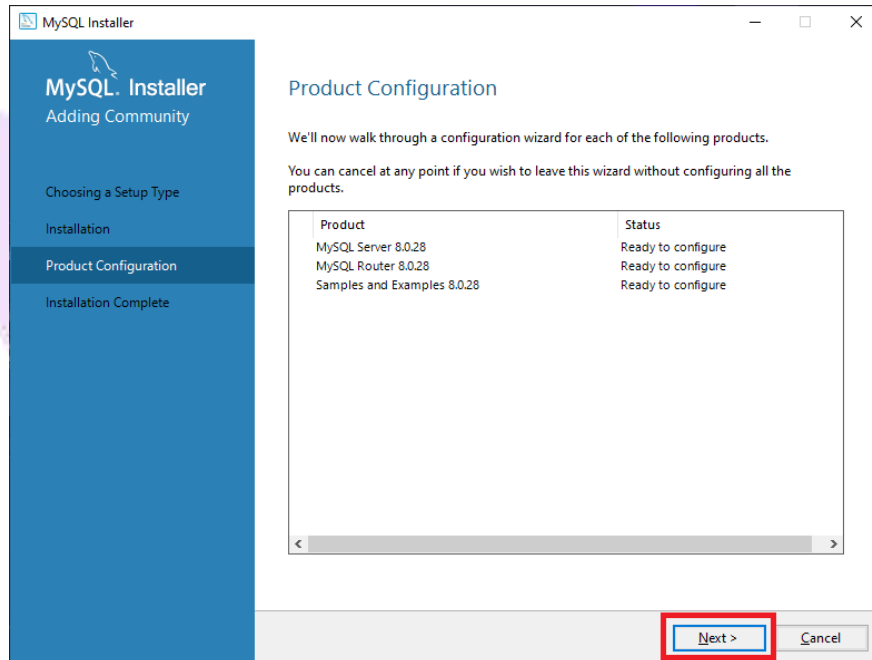 MySQL Installer
MySQL. Installer
Adding Community
Choosing a Setup Type
Installation
Product Configuration
Installation Complete
Product Configuration
We'll now walk through a configuration wizard for each of the following products.
You can cancel at any point if you wish to leave this wizard without configuring all the
products.
Product Status
MySQL Server 8.0.28 Ready to configure
MySQL Router 8.0.28 Ready to configure
Samples and Examples 8.0.28 Ready to configure
Next > Cancel